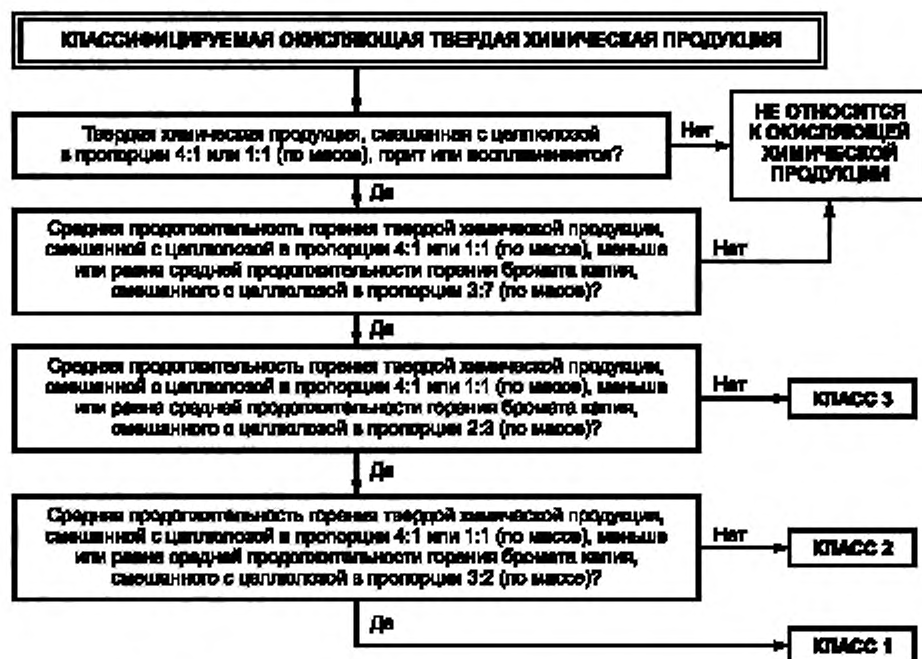 КЛАССИФИЦИРУЕМАЯ ОКИСЛЯЮЩАЯ ТВЕРДАЯ ХИМИЧЕСКАЯ ПРОДУКЦИЯ
Твердая химическая продукция, смешанная с целлюлозой
в пропорции 4:1 или 1:1 (по массе), горит или воспламеняется?
Нет
НЕ ОТНОСИТСЯ
К ОКИСЛЯЮЩЕЙ
ХИМИЧЕСКОЙ
ПРОДУКЦИИ
Да
Средняя продолжительность горения твердой химической продукции,
смешанной с целлюлозой в пропорции 4:1 или 1:1 (по массе), меньше
или равна средней продолжительности горения бромата калия,
смешанного с целлюлозой в пропорции 3:7 (по массе)?
Нет
Да
Средняя продолжительность горения твердой химической продукции,
смешанной с целлюлозой в пропорции 4:1 или 1:1 (по массе), меньше
или равна средней продолжительности горения бромата калия,
смешанного с целлюлозой в пропорции 2:3 (по массе)?
Нет
КЛАСС 3
Да
Средняя продолжительность горения твердой химической продукции,
смешанной с целлюлозой в пропорции 4:1 или 1:1 (по массе), меньше
или равна средней продолжительности горения бромата калия,
смешанного с целлюлозой в пропорции 3:2 (по массе)?
Нет
КЛАСС 2
Да
КЛАСС 1